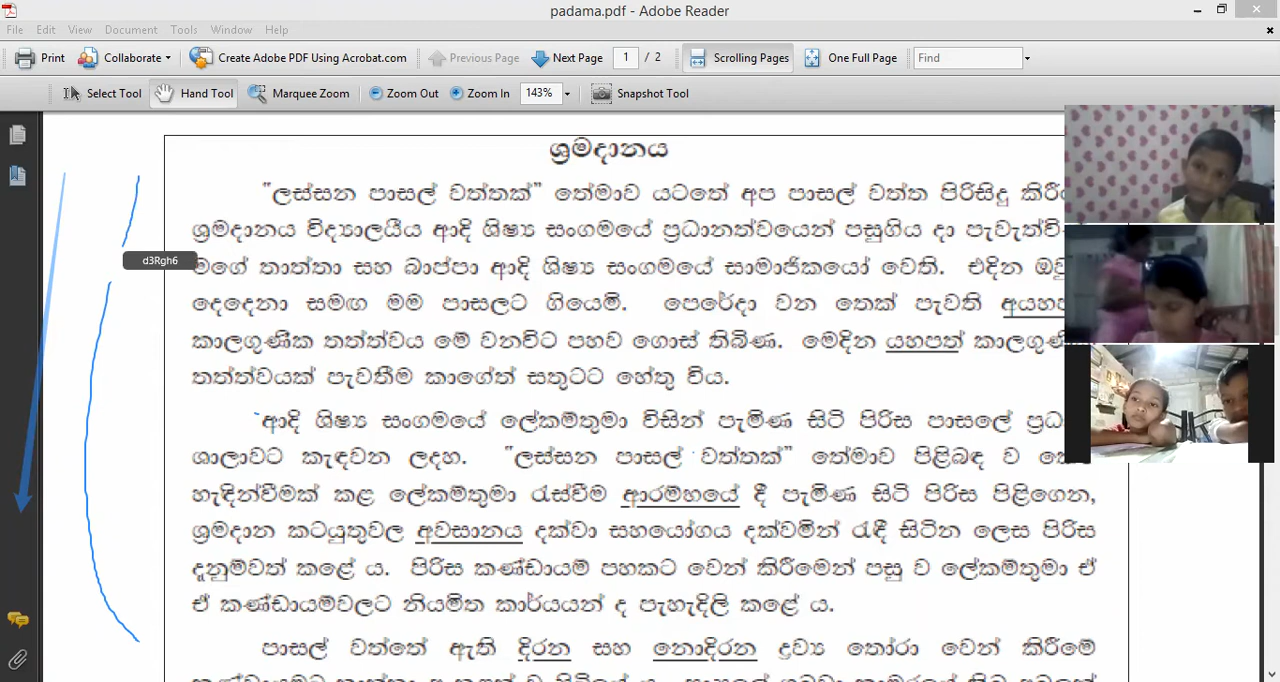 padama.pdf - Adobe Reader
File Edit View Document Tools Window Help
Print Collaborate Create Adobe PDF Using Acrobat.com Previous Page Next Page 1 / 2 Scrolling Pages One Full Page Find
Select Tool Hand Tool Marquee Zoom Zoom Out Zoom In 143% Snapshot Tool
ශ්‍රමදානය
"ලස්සන පාසල් වත්තක්" තේමාව යටතේ අප පාසල් වත්ත පිරිසිදු
ශ්‍රමදානය විද්‍යාලයීය ආදි ශිෂ්‍ය සංගමයේ ප්‍රධානත්වයෙන් පසුගිය දා
d3Rgh6
මගේ තාත්තා සහ බාප්පා ආදි ශිෂ්‍ය සංගමයේ සාමාජිකයෝ වෙති. එදින
දෙදෙනා සමඟ මම පාසලට ගියෙමි. පෙරේදා වන තෙක් පැවති
කාලගුණික තත්ත්වය මේ වනවිට පහව ගොස් තිබිණ. මෙදින යහපත්
තත්ත්වයක් පැවතීම කාගේත් සතුටට හේතු විය.
ආදි ශිෂ්‍ය සංගමයේ ලේකම්තුමා විසින් පැමිණ සිටි පිරිස පාසලේ
ශාලාවට කැඳවන ලදහ. "ලස්සන පාසල් වත්තක්" තේමාව පිළිබඳ ව
හැඳින්වීමක් කළ ලේකම්තුමා රැස්වීම ආරම්භයේ දී පැමිණ සිටි පිරිස පිළිගෙන,
ශ්‍රමදාන කටයුතුවල අවසානය දක්වා සහයෝගය දක්වමින් රැඳී සිටින ලෙස පිරිස
දැනුම්වත් කළේ ය. පිරිස කණ්ඩායම් පහකට වෙන් කිරීමෙන් පසු ව ලේකම්තුමා ඒ
ඒ කණ්ඩායම්වලට නියමිත කාර්යයන් ද පැහැදිලි කළේ ය.
පාසල් වත්තේ ඇති දිරන සහ නොදිරන ද්‍රව්‍ය තෝරා වෙන් කිරීමේ